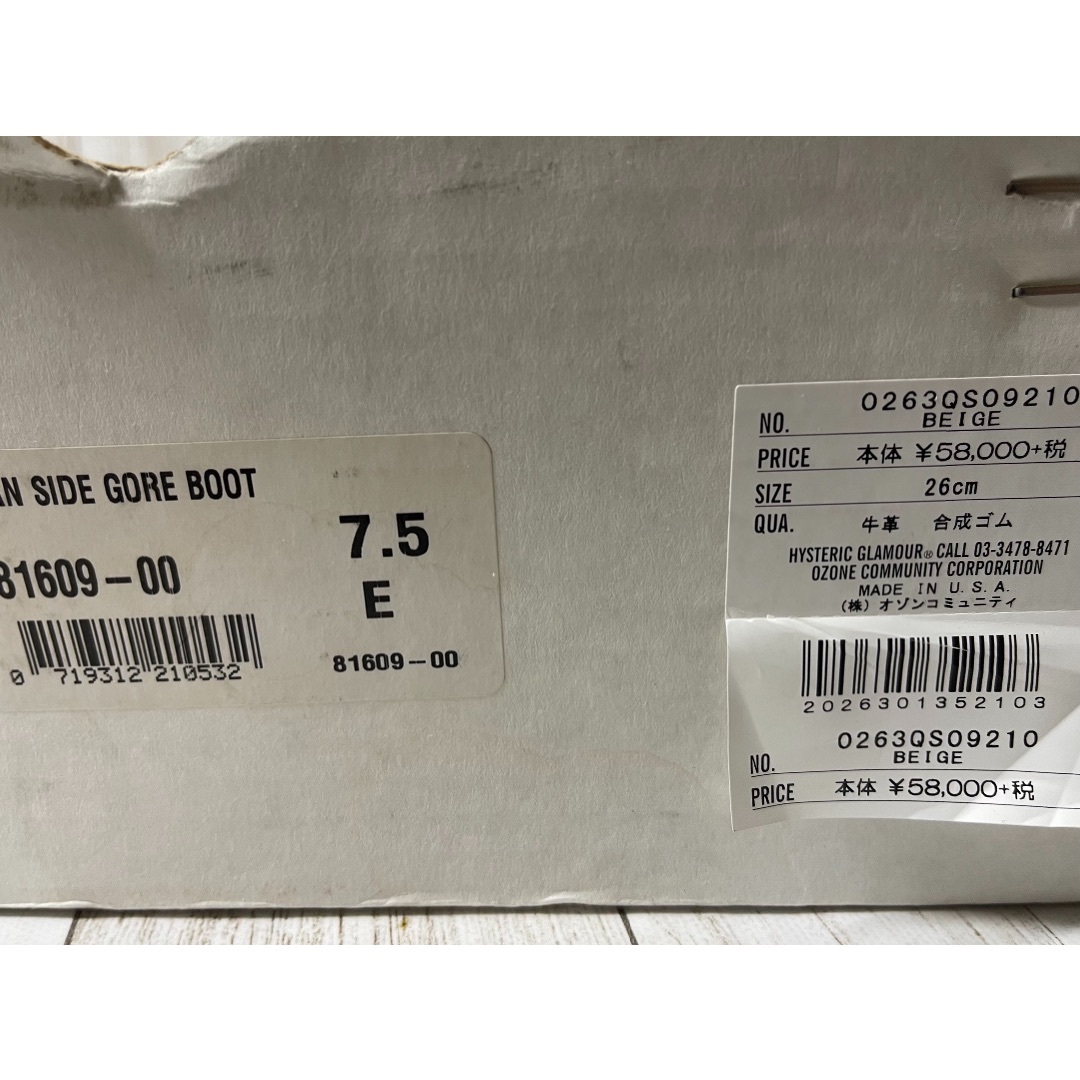 SIDE GORE BOOT
7.5
81609-00
E
0 719312 210532
81609-00
NO. 0263QS09210
BEIGE
PRICE 本体 ¥58,000+税
SIZE 26cm
QUA. 牛革 合成ゴム
HYSTERIC GLAMOUR® CALL 03-3478-8471
OZONE COMMUNITY CORPORATION
MADE IN U.S.A.
(株) オゾンコミュニティ
2026301352103
NO. 0263QS09210
BEIGE
PRICE 本体 ¥58,000+税